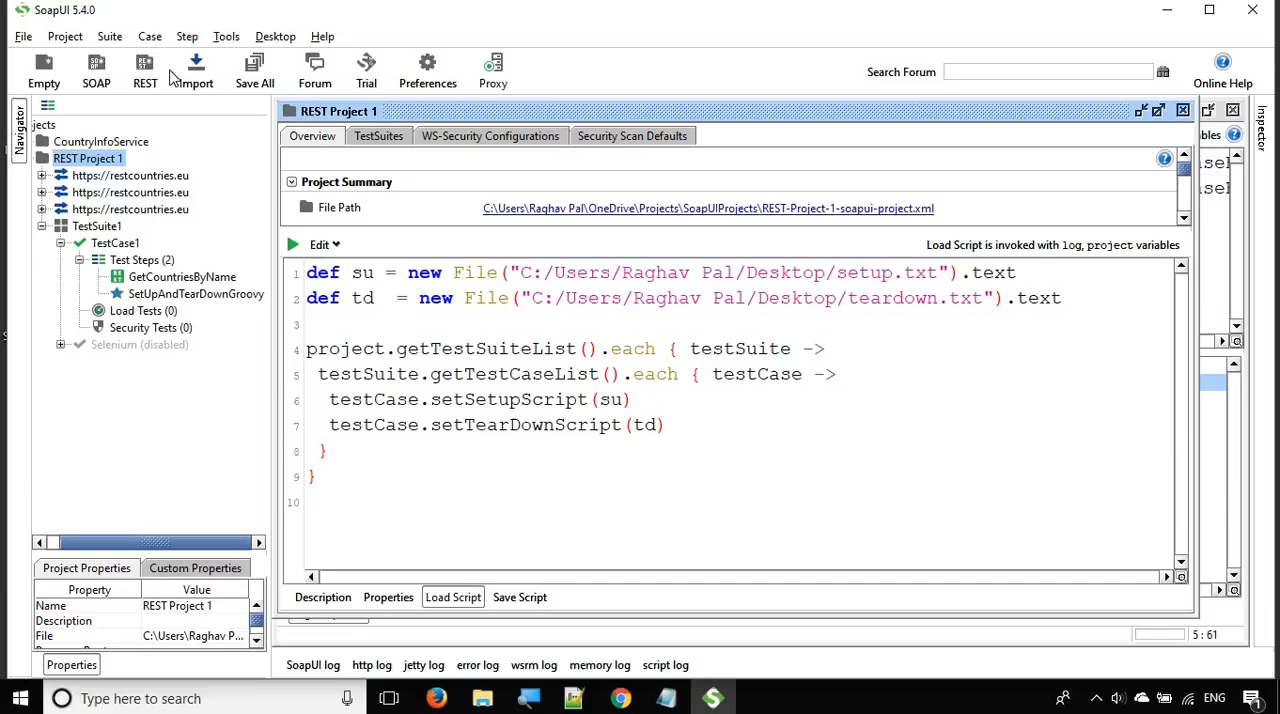 SoapUI 5.4.0
File Project Suite Case Step Tools Desktop Help
Empty SOAP REST Import Save All Forum Trial Preferences Proxy
Search Forum
Online Help
Navigator
jects
CountryInfoService
REST Project 1
https://restcountries.eu
https://restcountries.eu
https://restcountries.eu
TestSuite1
TestCase1
Test Steps (2)
GetCountriesByName
SetUpAndTearDownGroovy
Load Tests (0)
Security Tests (0)
Selenium (disabled)
REST Project 1
Overview TestSuites WS-Security Configurations Security Scan Defaults
Project Summary
File Path C:\Users\Raghav Pal\OneDrive\Projects\SoapUIProjects\REST-Project-1-soapui-project.xml
Edit
Load Script is invoked with log, project variables
1 def su = new File("C:/Users/Raghav Pal/Desktop/setup.txt").text
2 def td  = new File("C:/Users/Raghav Pal/Desktop/teardown.txt").text
3
4 project.getTestSuiteList().each { testSuite ->
5 testSuite.getTestCaseList().each { testCase ->
6 testCase.setSetupScript(su)
7 testCase.setTearDownScript(td)
8 }
9 }
10
Description Properties Load Script Save Script
bles
Inspector
Project Properties Custom Properties
Property Value
Name REST Project 1
Description
File C:\Users\Raghav P...
Properties
5 : 61
SoapUI log http log jetty log error log wsrm log memory log script log
Type here to search
ENG
1